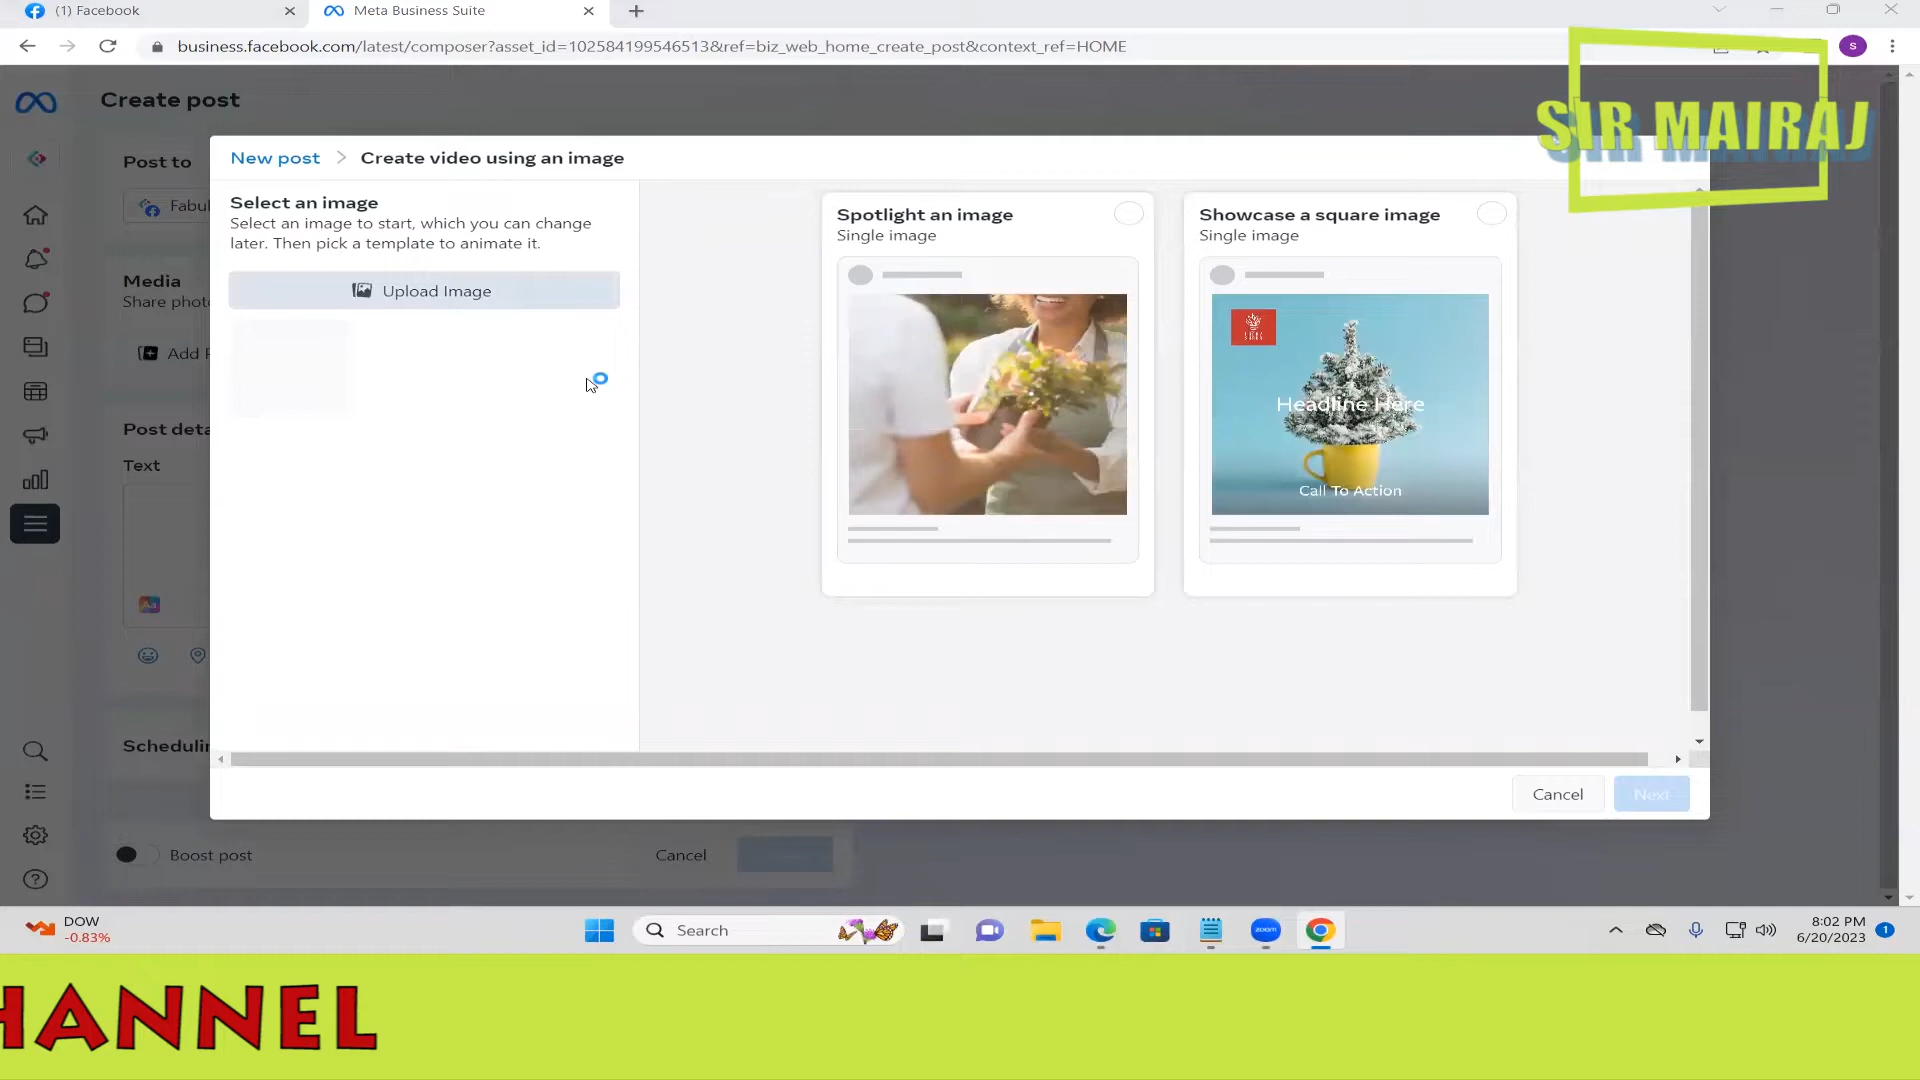 (1) Facebook
Meta Business Suite
business.facebook.com/latest/composer?asset_id=102584199546513&ref=biz_web_home_create_post&context_ref=HOME
S
SIR MAIRAJ
Create post
Post to
New post > Create video using an image
Select an image
Select an image to start, which you can change
later. Then pick a template to animate it.
Upload Image
Spotlight an image
Single image
Showcase a square image
Single image
Headline Here
Call To Action
Fabul
Media
Share photo
Add P
Post deta
Text
Aa
Schedulin
Cancel
Next
Boost post
Cancel
DOW
-0.83%
Search
zoom
8:02 PM
6/20/2023
1
HANNEL